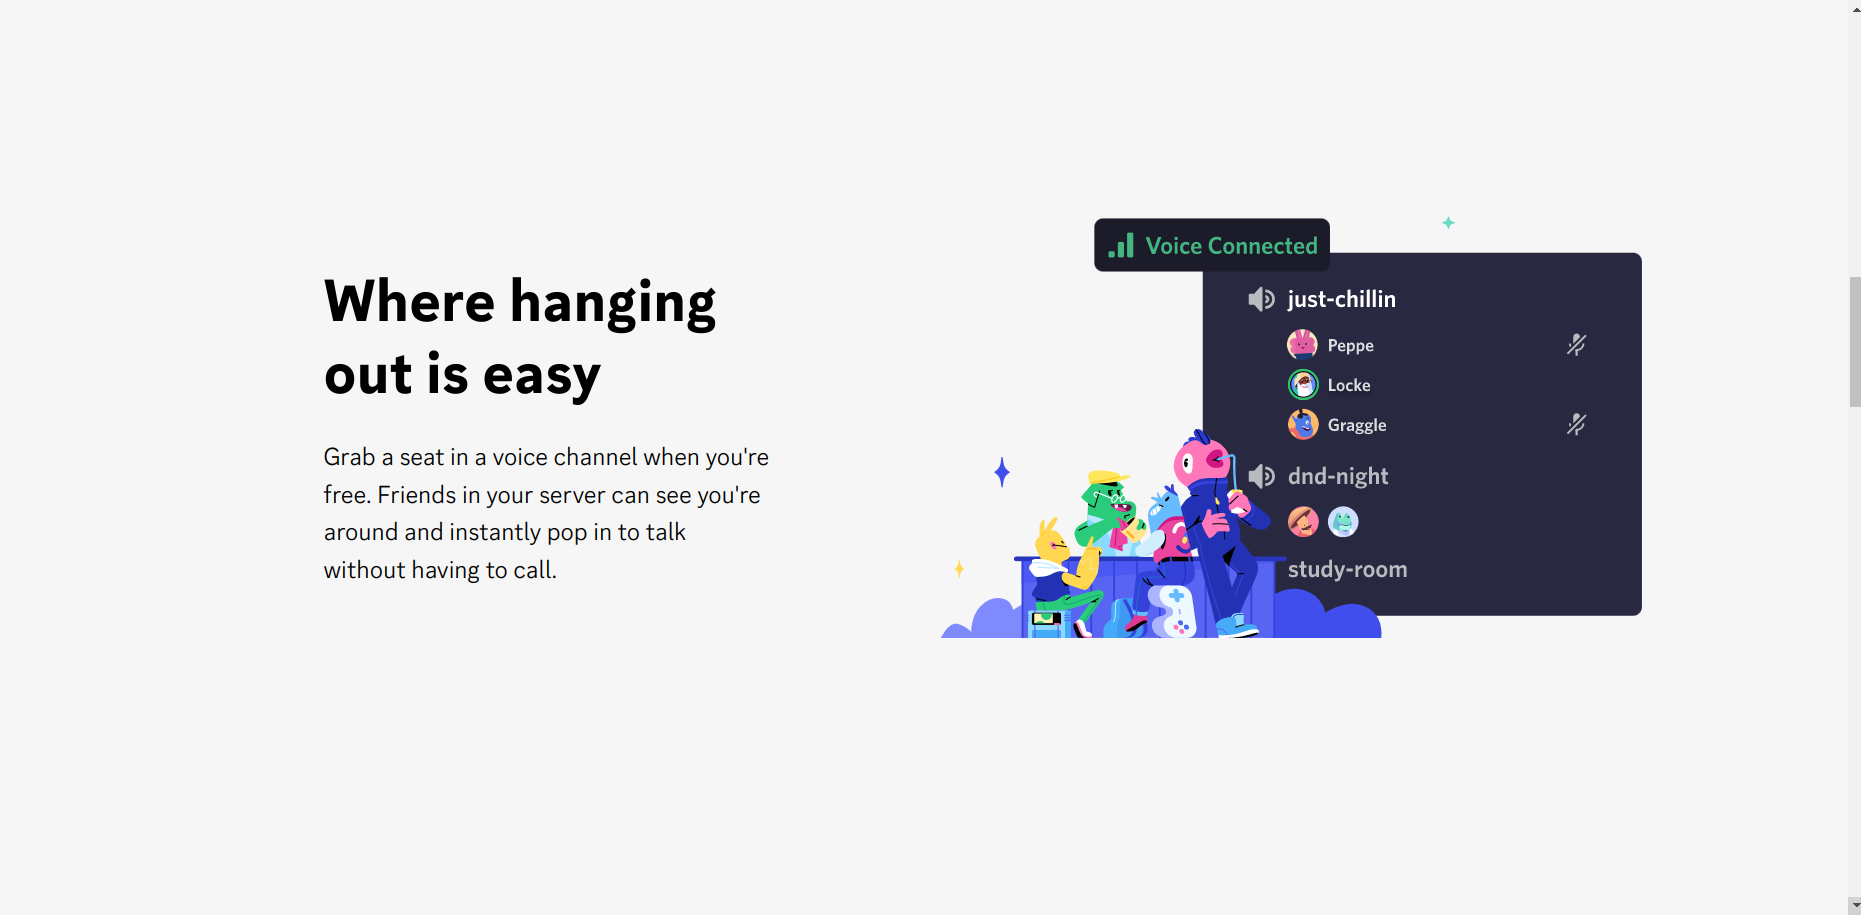 Where hanging
out is easy
Grab a seat in a voice channel when you're
free. Friends in your server can see you're
around and instantly pop in to talk
without having to call.
Voice Connected
just-chillin
Peppe
Locke
Graggle
dnd-night
study-room